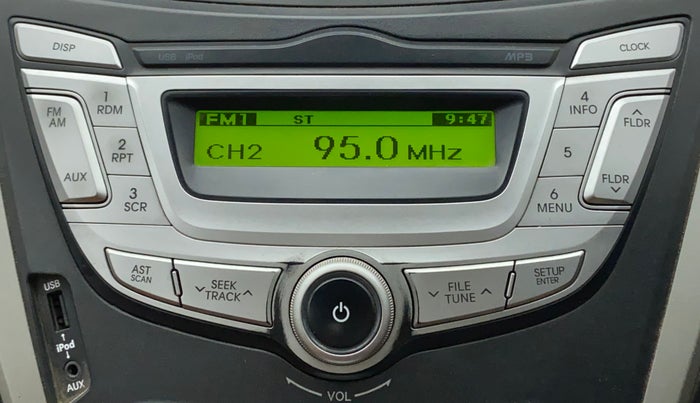 DISP
USB iPod
MP3
CLOCK
FM
AM
AUX
1
RDM
2
RPT
3
SCR
FM1 ST 9:47
CH2 95.0 MHz
4
INFO
5
6
MENU
FLDR
FLDR
AST
SCAN
SEEK
TRACK
FILE
TUNE
SETUP
ENTER
USB
iPod
AUX
VOL